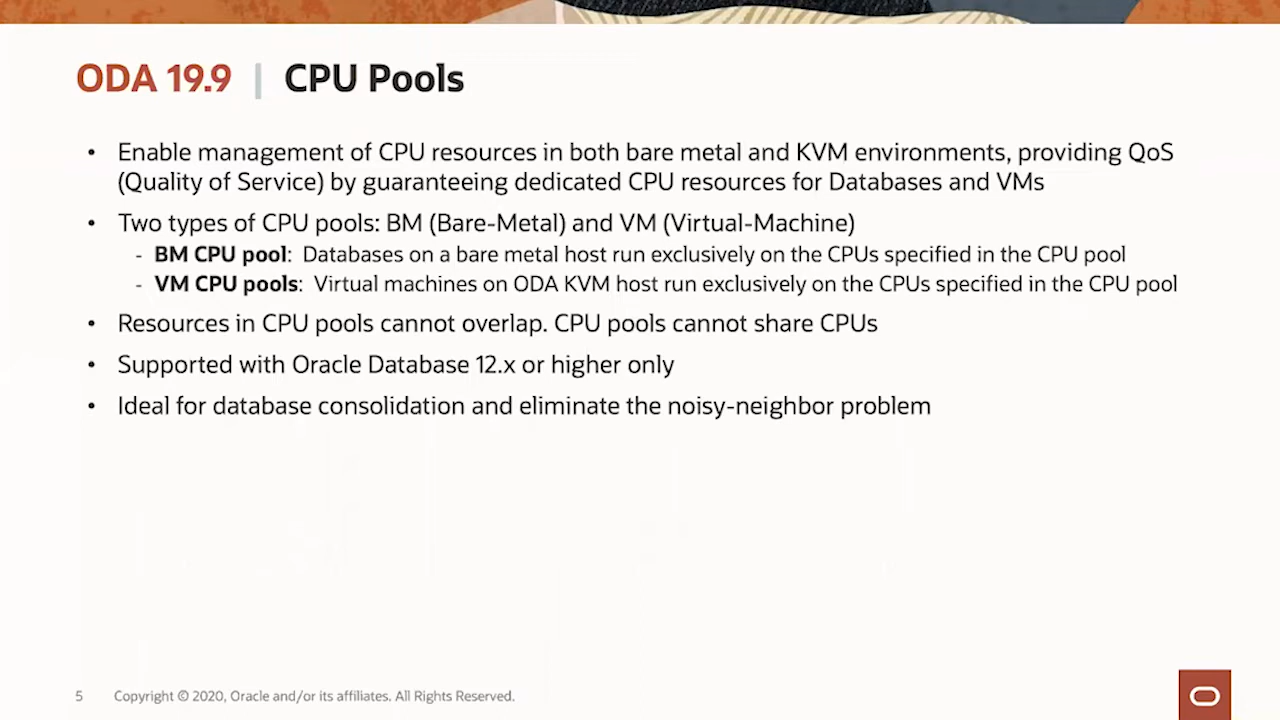 ODA 19.9 | CPU Pools
• Enable management of CPU resources in both bare metal and KVM environments, providing QoS
(Quality of Service) by guaranteeing dedicated CPU resources for Databases and VMs
• Two types of CPU pools: BM (Bare-Metal) and VM (Virtual-Machine)
- BM CPU pool: Databases on a bare metal host run exclusively on the CPUs specified in the CPU pool
- VM CPU pools: Virtual machines on ODA KVM host run exclusively on the CPUs specified in the CPU pool
• Resources in CPU pools cannot overlap. CPU pools cannot share CPUs
• Supported with Oracle Database 12.x or higher only
• Ideal for database consolidation and eliminate the noisy-neighbor problem
5 Copyright © 2020, Oracle and/or its affiliates. All Rights Reserved.